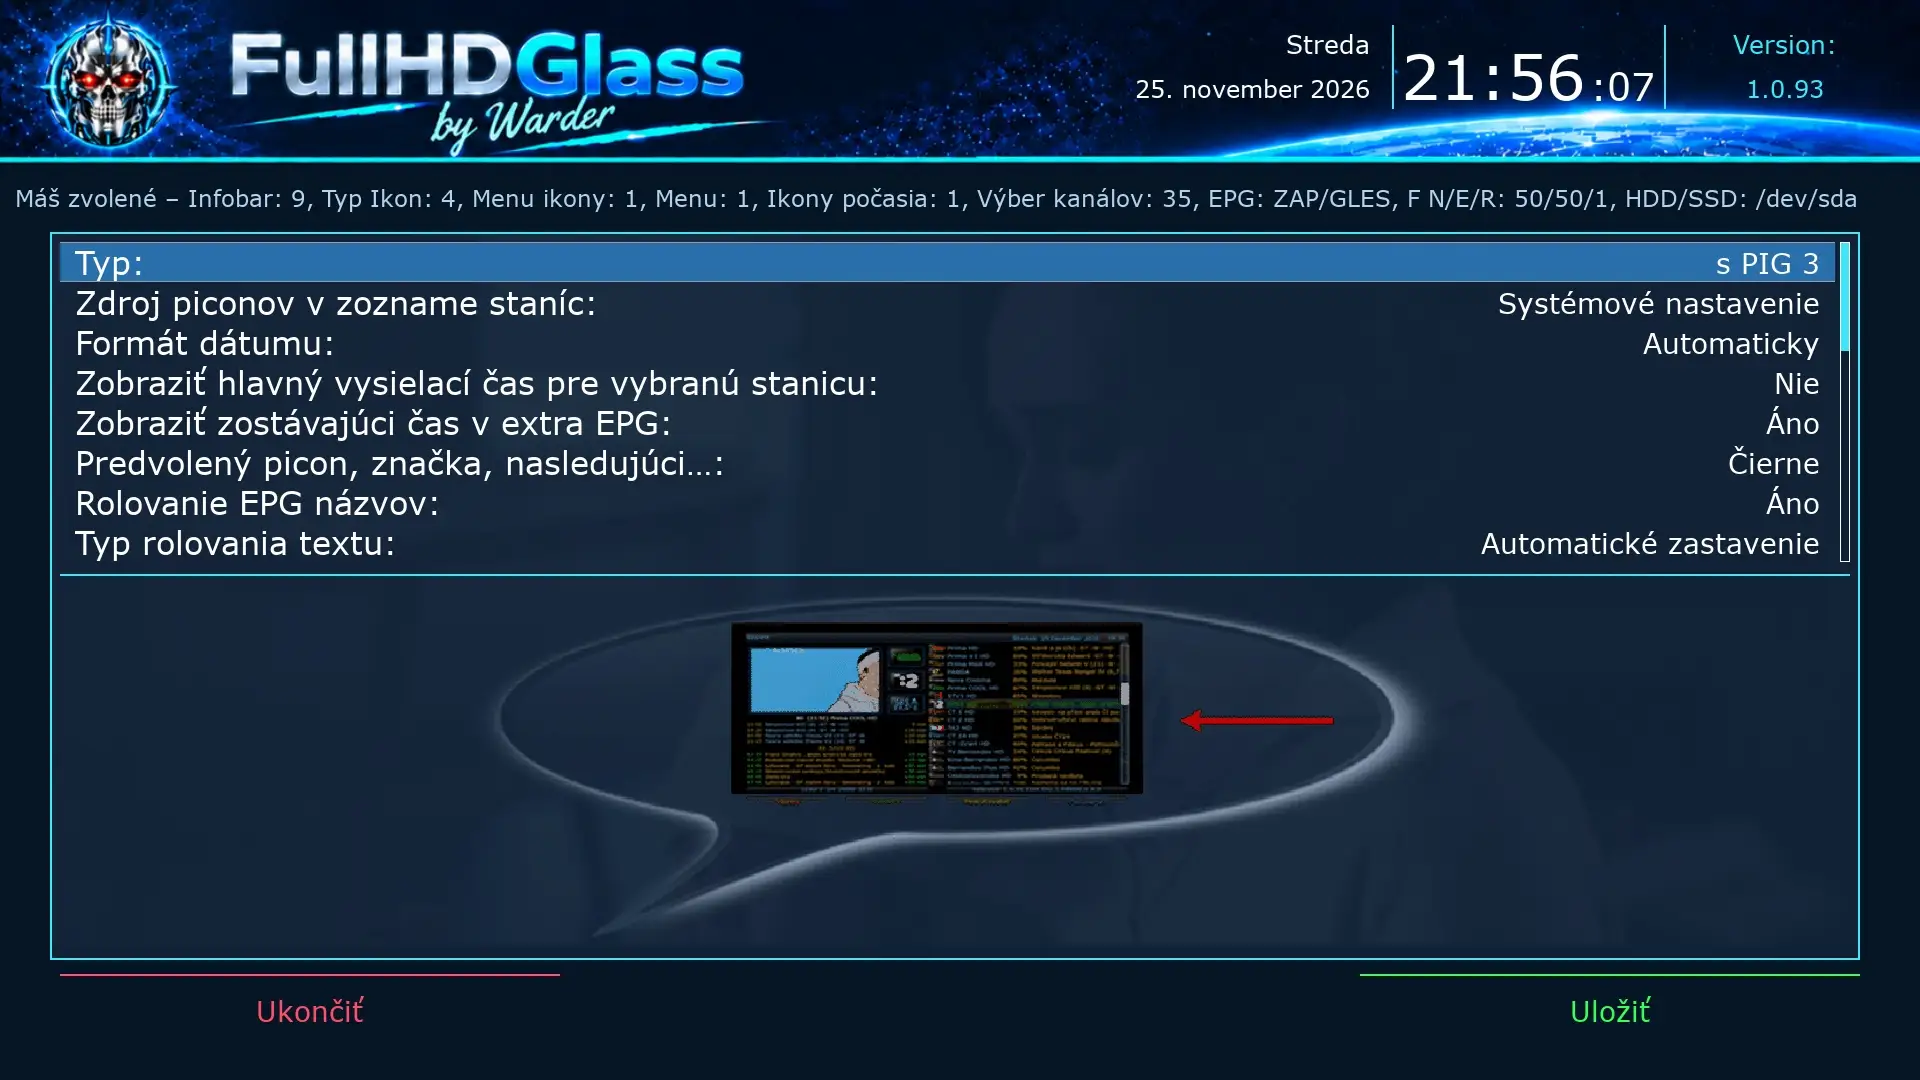 FullHDGlass
by Warder
Streda
25. november 2026
21:56:07
Version:
1.0.93
Máš zvolené – Infobar: 9, Typ Ikon: 4, Menu ikony: 1, Menu: 1, Ikony počasia: 1, Výber kanálov: 35, EPG: ZAP/GLES, F N/E/R: 50/50/1, HDD/SSD: /dev/sda
Typ: s PIG 3
Zdroj piconov v zozname staníc: Systémové nastavenie
Formát dátumu: Automaticky
Zobraziť hlavný vysielací čas pre vybranú stanicu: Nie
Zobraziť zostávajúci čas v extra EPG: Áno
Predvolený picon, značka, nasledujúci...: Čierne
Rolovanie EPG názvov: Áno
Typ rolovania textu: Automatické zastavenie
Ukončiť
Uložiť